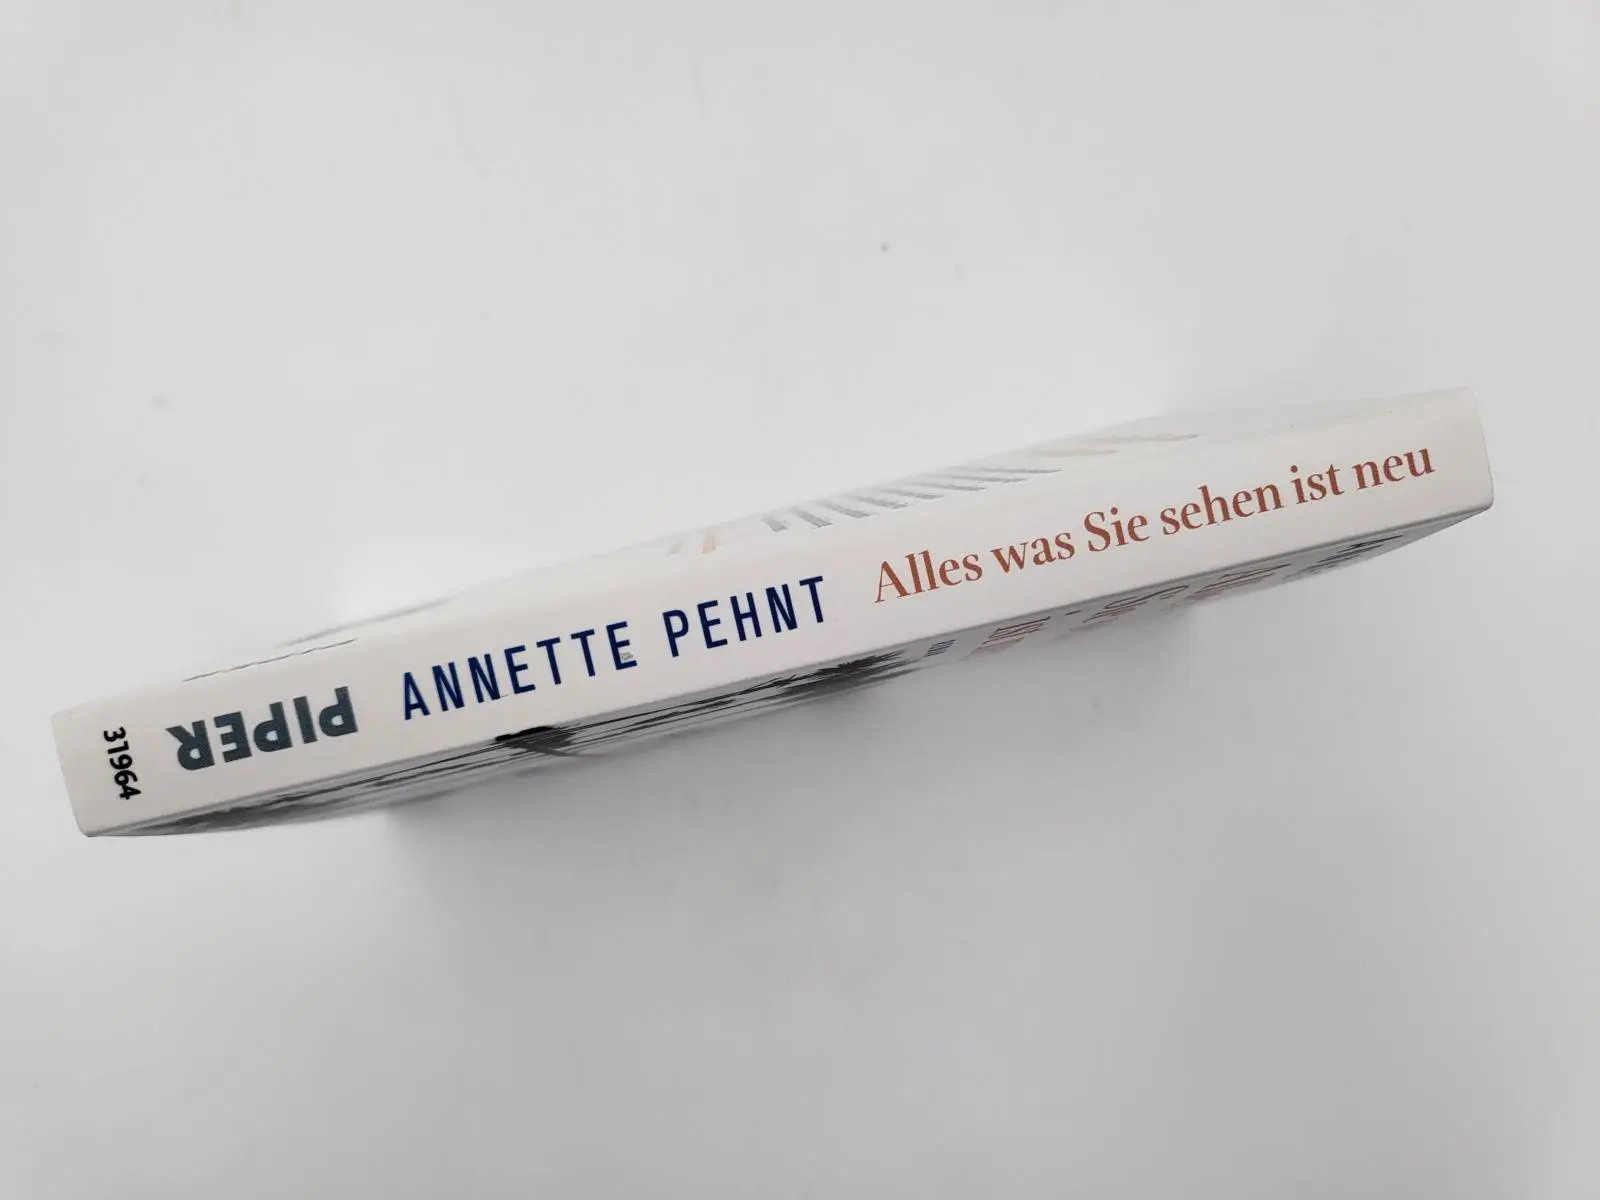 ANNETTE PEHNT Alles was Sie sehen ist neu
PIPER
31964